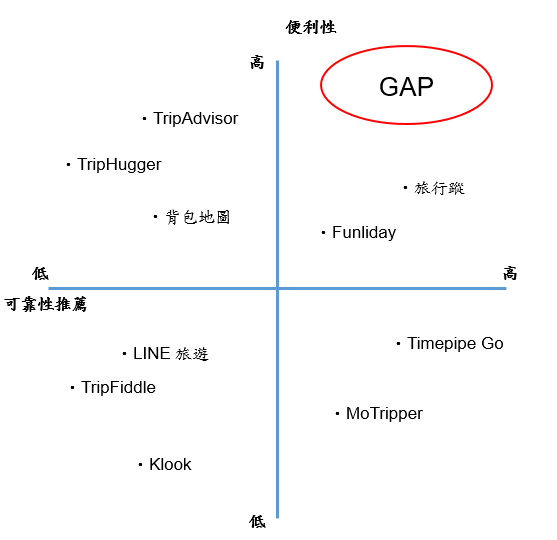 便利性
高
GAP
・TripAdvisor
・TripHugger
・旅行蹤
・背包地圖
・Funliday
低
高
可靠性推薦
・Timepipe Go
・LINE 旅遊
・TripFiddle
・MoTripper
・Klook
低